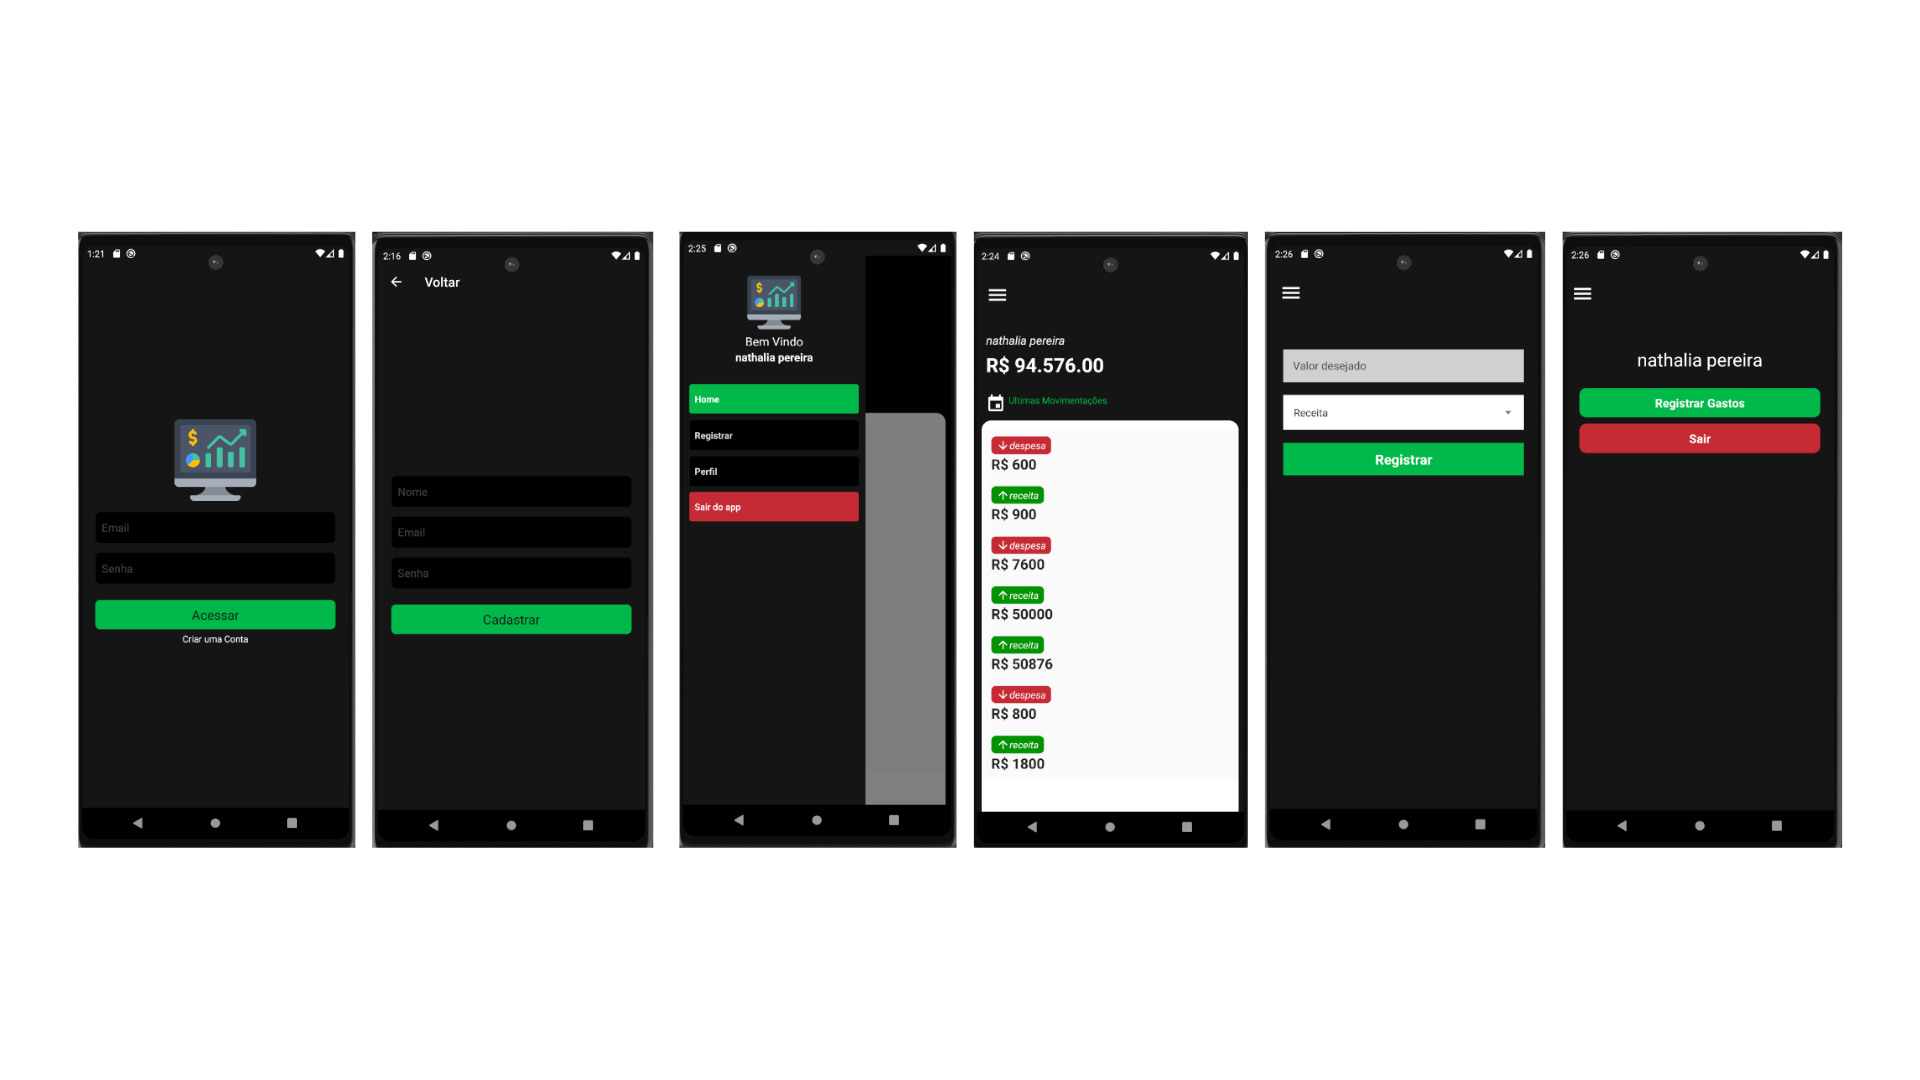 1:21
Email
Senha
Acessar
Criar uma Conta
2:16
Voltar
Nome
Email
Senha
Cadastrar
2:25
$
Bem Vindo
nathalia pereira
Home
Registrar
Perfil
Sair do app
2:24
nathalia pereira
R$ 94.576.00
Ultimas Movimentações
despesa
R$ 600
receita
R$ 900
despesa
R$ 7600
receita
R$ 50000
receita
R$ 50876
despesa
R$ 800
receita
R$ 1800
2:26
Valor desejado
Receita
Registrar
2:26
nathalia pereira
Registrar Gastos
Sair